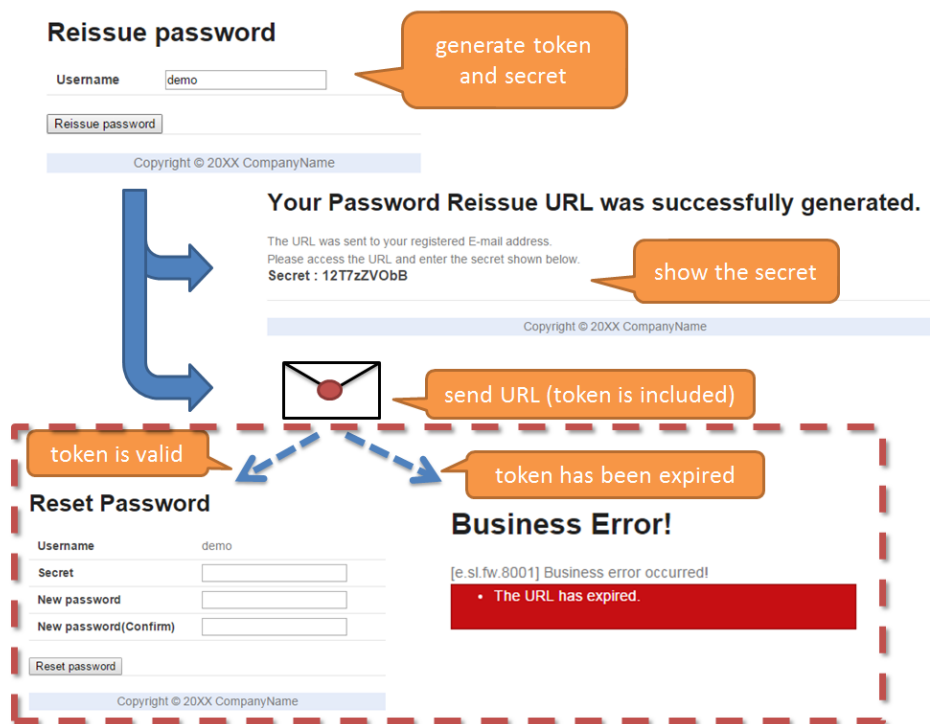 Reissue password
generate token
and secret
Username
demo
Reissue password
Copyright © 20XX CompanyName
Your Password Reissue URL was successfully generated.
The URL was sent to your registered E-mail address.
Please access the URL and enter the secret shown below.
Secret : 12T7zZVObB
show the secret
Copyright © 20XX CompanyName
send URL (token is included)
token is valid
token has been expired
Reset Password
Username demo
Secret
New password
New password(Confirm)
Reset password
Copyright © 20XX CompanyName
Business Error!
[e.sl.fw.8001] Business error occurred!
• The URL has expired.